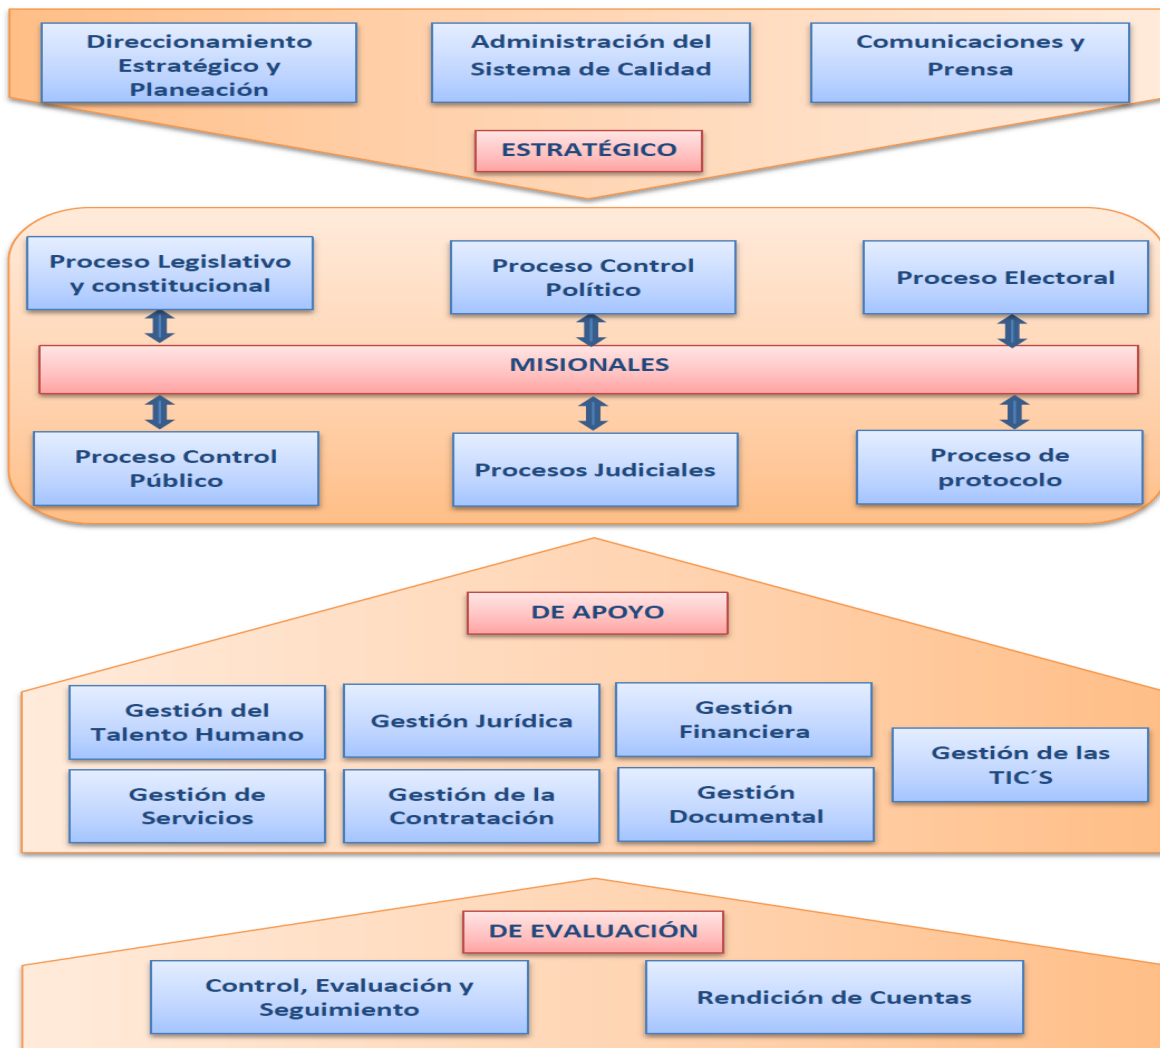 Direccionamiento
Estratégico y
Planeación
Administración del
Sistema de Calidad
Comunicaciones y
Prensa
ESTRATÉGICO
Proceso Legislativo
y constitucional
Proceso Control
Político
Proceso Electoral
MISIONALES
Proceso Control
Público
Procesos Judiciales
Proceso de
protocolo
DE APOYO
Gestión del
Talento Humano
Gestión Jurídica
Gestión
Financiera
Gestión de las
TIC´S
Gestión de
Servicios
Gestión de la
Contratación
Gestión
Documental
DE EVALUACIÓN
Control, Evaluación y
Seguimiento
Rendición de Cuentas